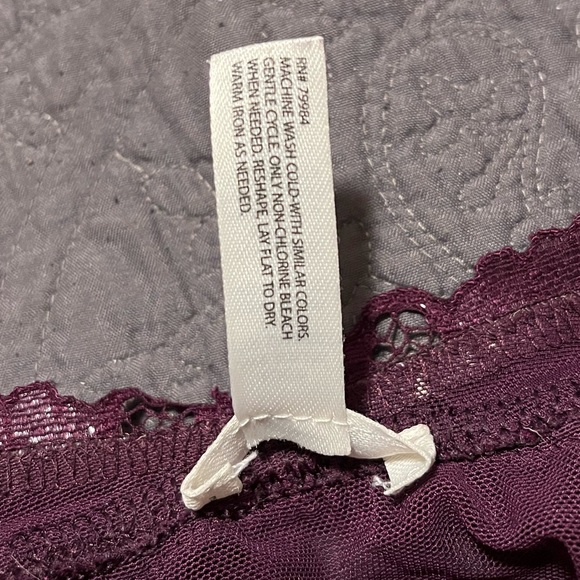 RN# 79984
MACHINE WASH COLD-WITH SIMILAR COLORS.
GENTLE CYCLE. ONLY NON-CHLORINE BLEACH
WHEN NEEDED. RESHAPE, LAY FLAT TO DRY.
WARM IRON AS NEEDED.